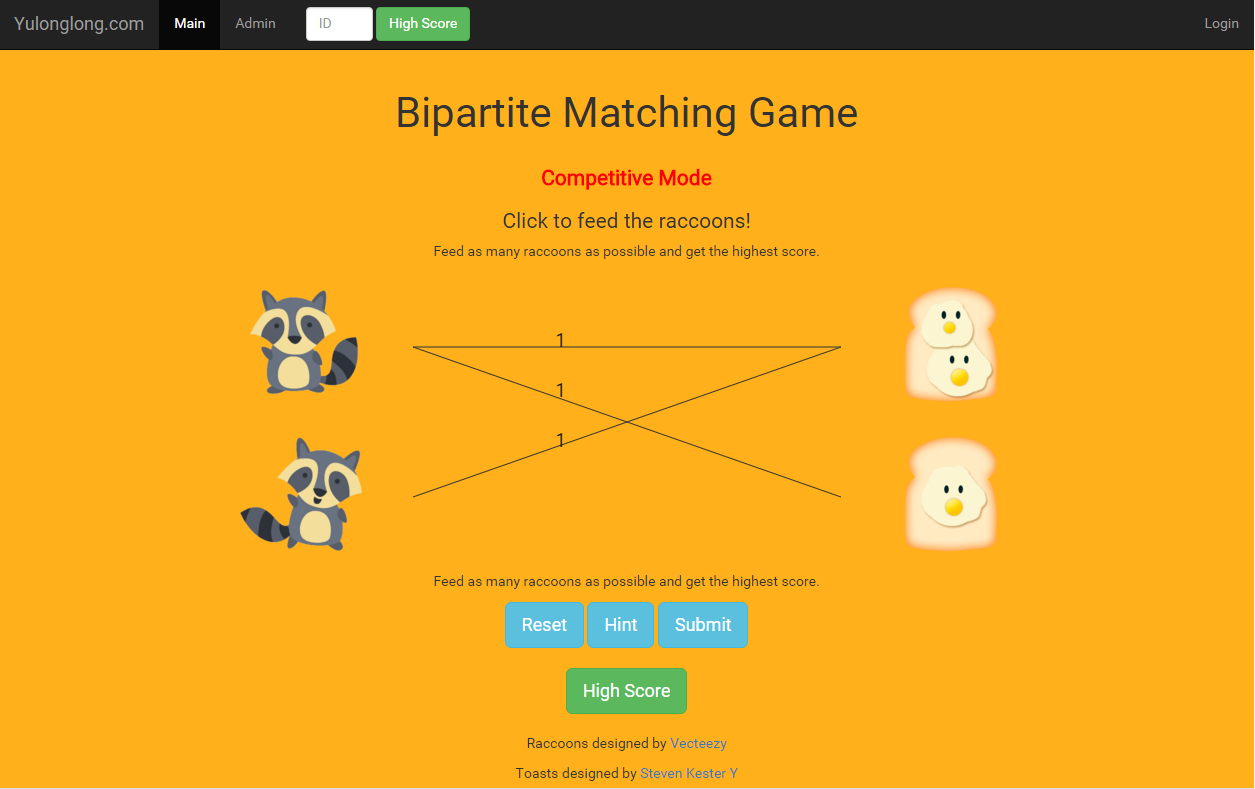 Yulonglong.com Main Admin ID High Score Login
Bipartite Matching Game
Competitive Mode
Click to feed the raccoons!
Feed as many raccoons as possible and get the highest score.
1
1
1
Feed as many raccoons as possible and get the highest score.
Reset Hint Submit
High Score
Raccoons designed by Vecteezy
Toasts designed by Steven Kester Y